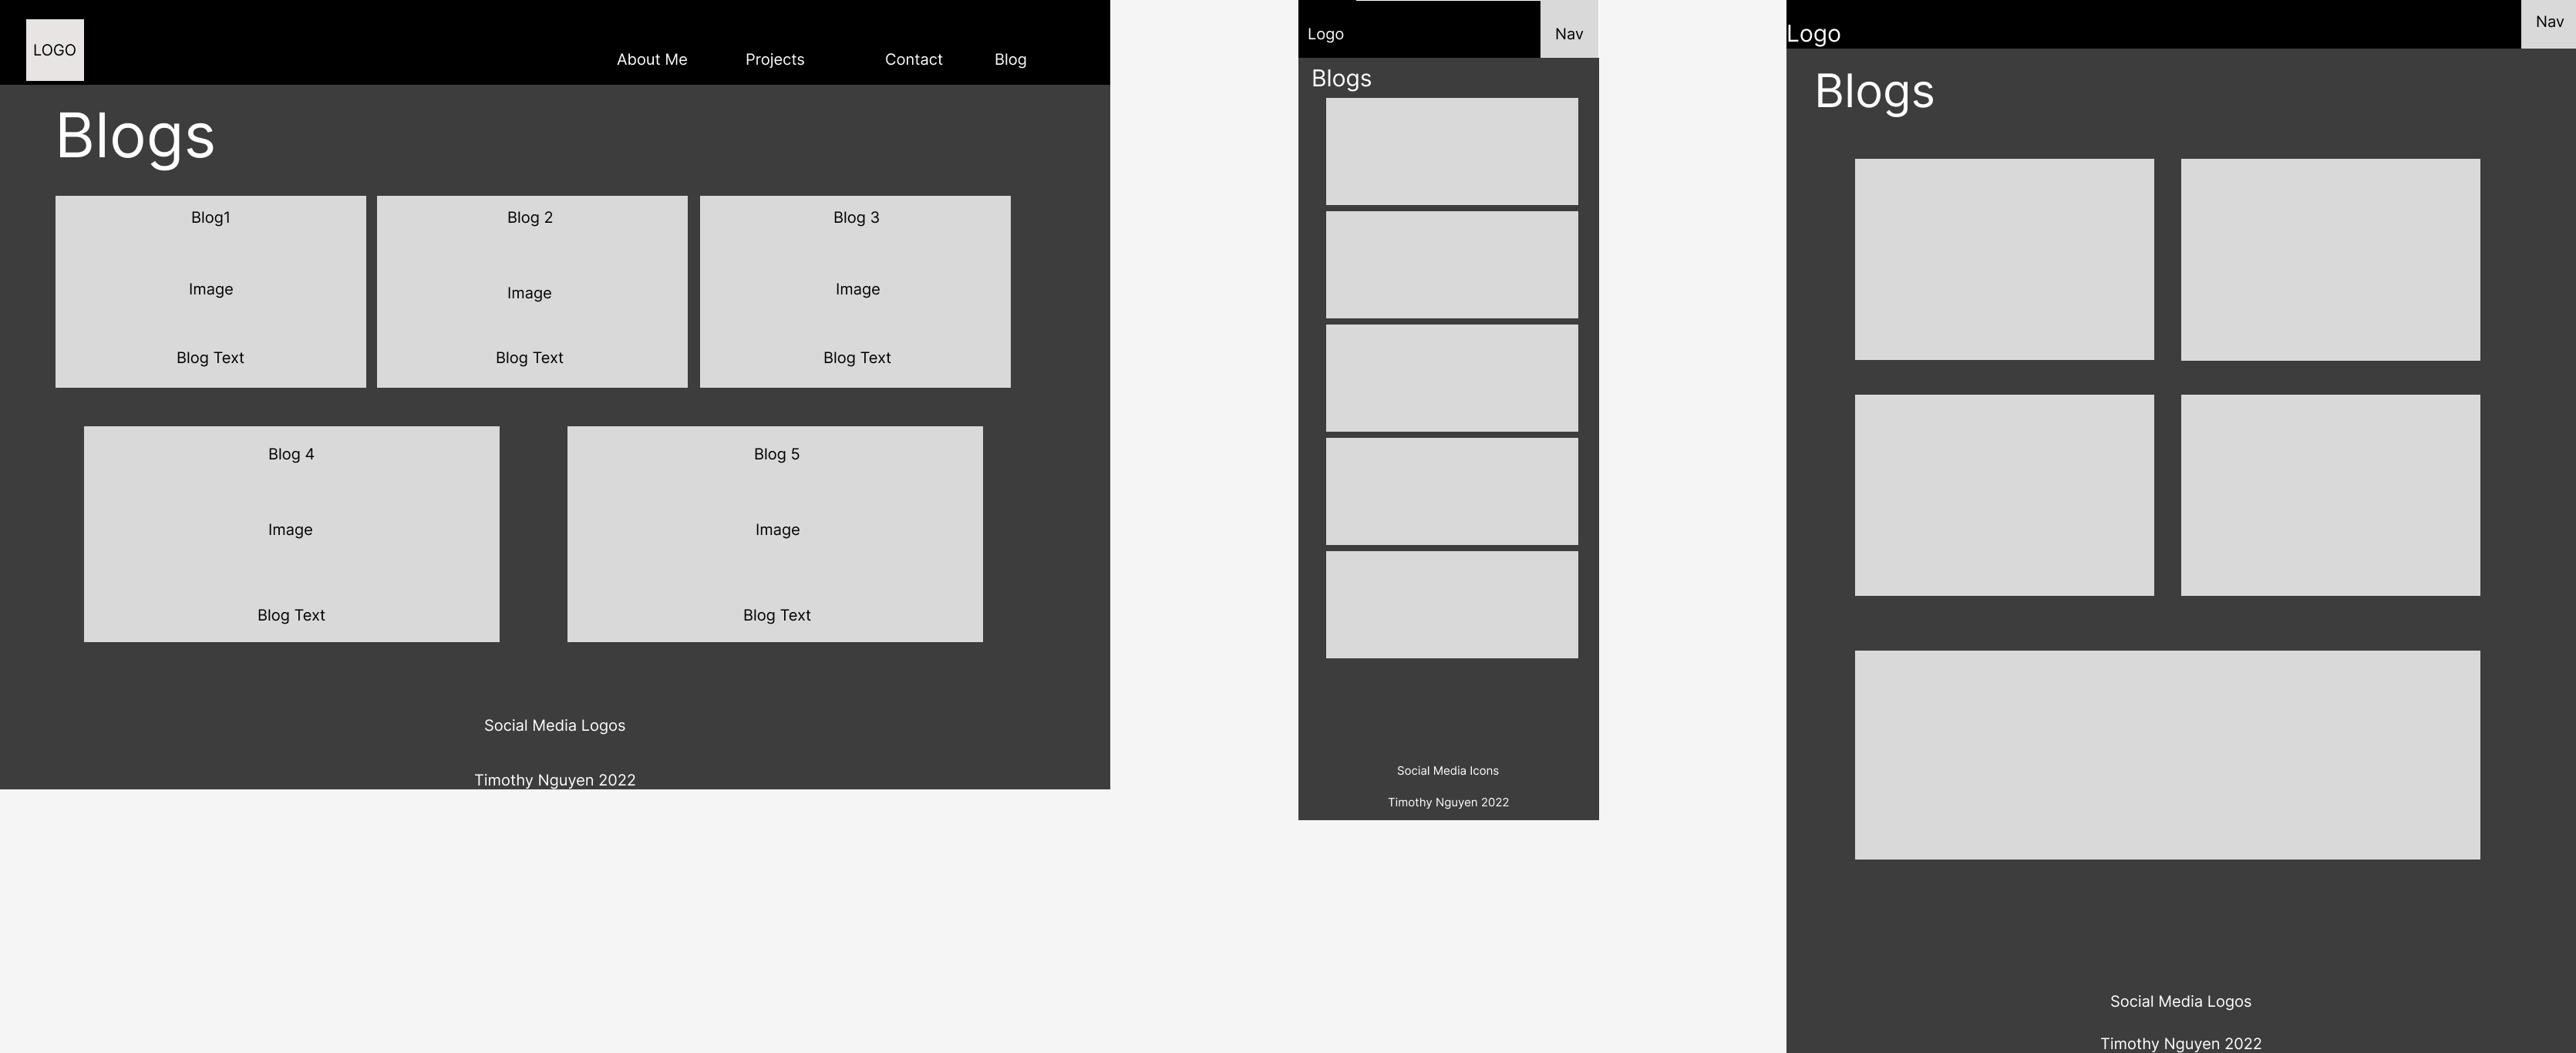 LOGO
About Me Projects Contact Blog
Blogs
Blog1 Blog 2 Blog 3
Image Image Image
Blog Text Blog Text Blog Text
Blog 4 Blog 5
Image Image
Blog Text Blog Text
Social Media Logos
Timothy Nguyen 2022
Logo Nav
Blogs
Social Media Icons
Timothy Nguyen 2022
Logo Nav
Blogs
Social Media Logos
Timothy Nguyen 2022